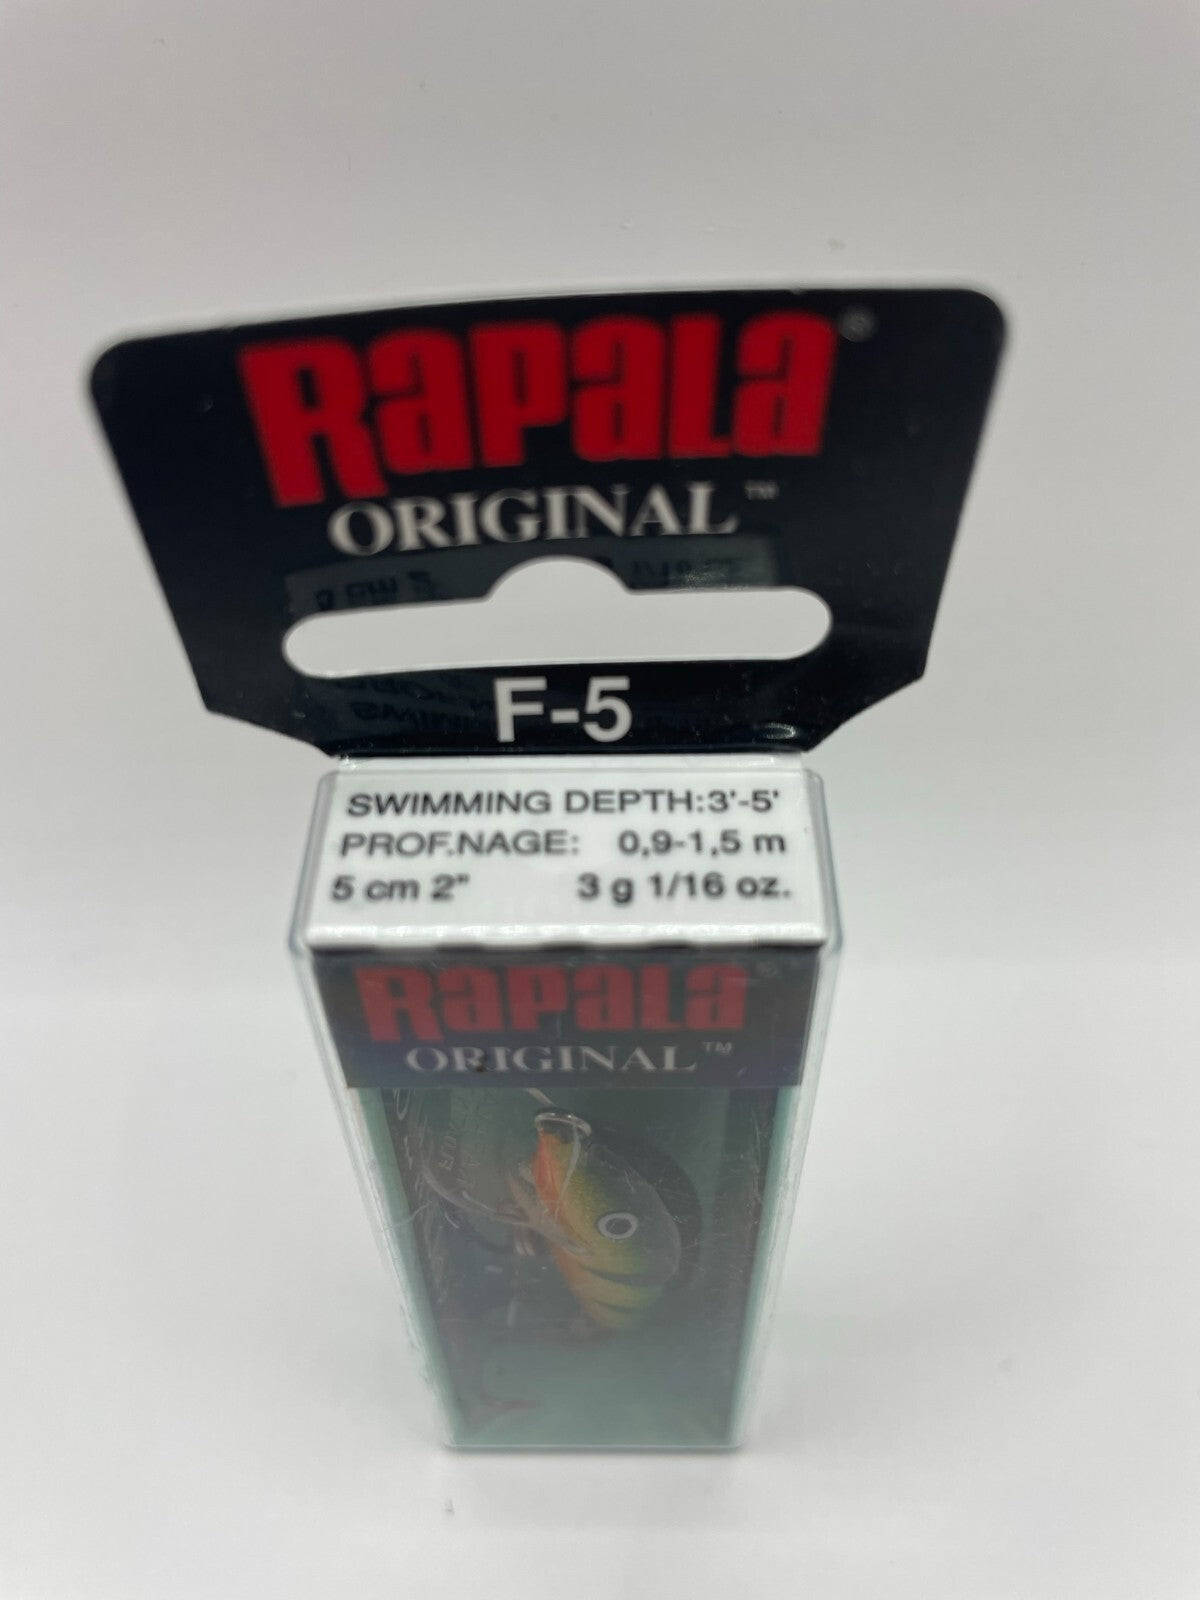 RAPALA®
ORIGINAL™
F-5
SWIMMING DEPTH:3'-5'
PROF.NAGE: 0,9-1,5 m
5 cm 2" 3 g 1/16 oz.
RAPALA®
ORIGINAL™